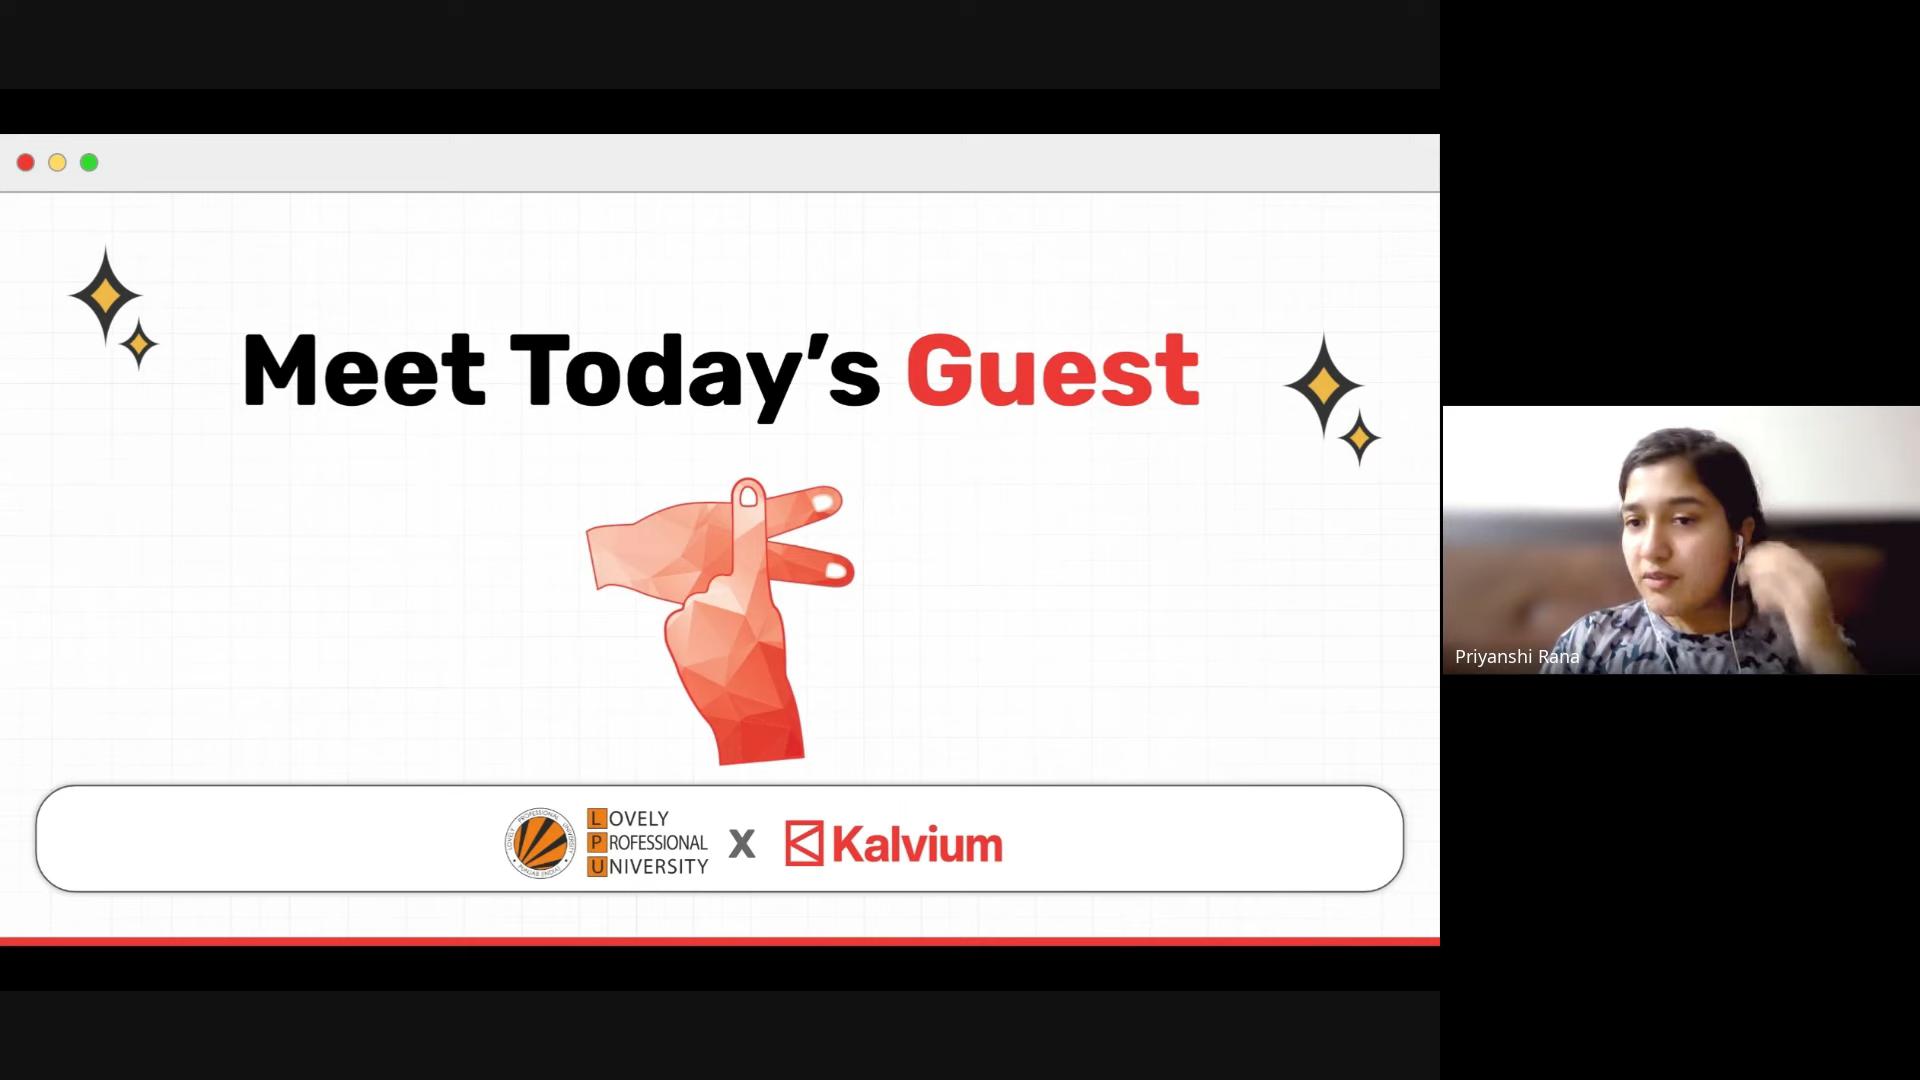 Meet Today’s Guest
LOVELY
PROFESSIONAL
UNIVERSITY
X
Kalvium
Priyanshi Rana